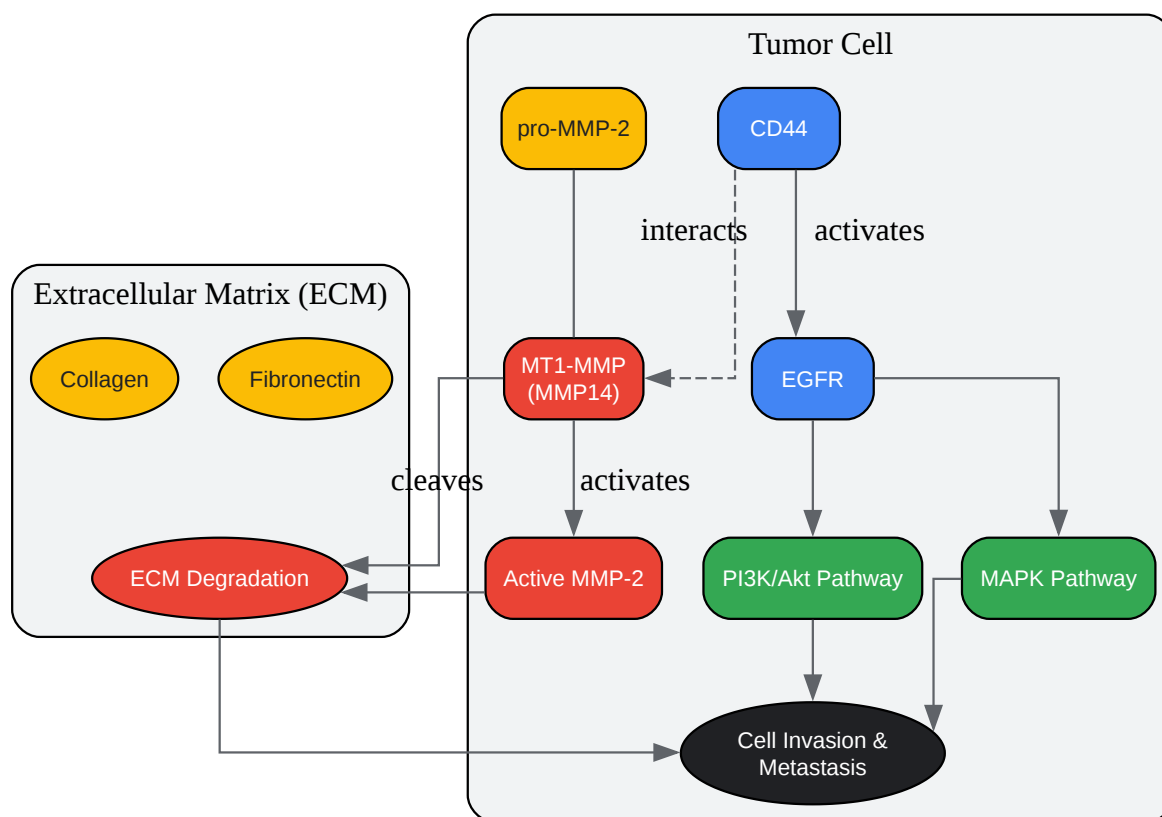 Tumor Cell
pro-MMP-2
CD44
interacts
activates
Extracellular Matrix (ECM)
Collagen
Fibronectin
MT1-MMP
(MMP14)
EGFR
cleaves
activates
ECM Degradation
Active MMP-2
PI3K/Akt Pathway
MAPK Pathway
Cell Invasion &
Metastasis